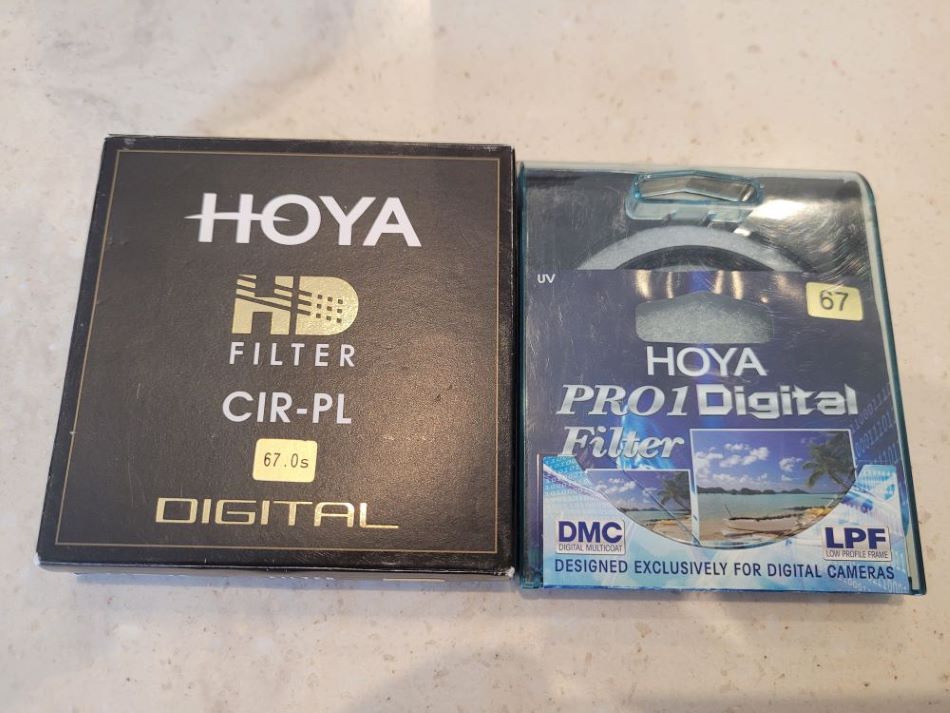 HOYA
HD
FILTER
CIR-PL
67.0s
DIGITAL
UV
67
HOYA
PRO1 Digital
Filter
DMC
DIGITAL MULTICOAT
LPF
LOW PROFILE FRAME
DESIGNED EXCLUSIVELY FOR DIGITAL CAMERAS